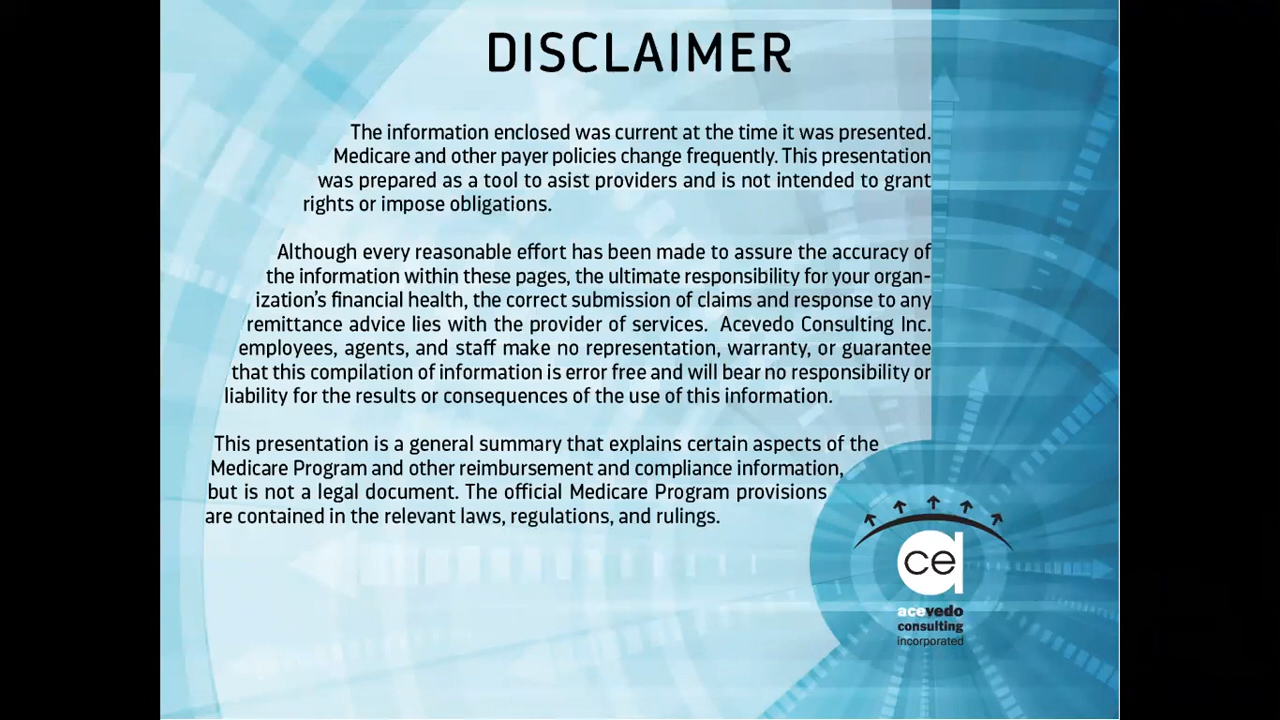 DISCLAIMER
The information enclosed was current at the time it was presented.
Medicare and other payer policies change frequently. This presentation
was prepared as a tool to asist providers and is not intended to grant
rights or impose obligations.
Although every reasonable effort has been made to assure the accuracy of
the information within these pages, the ultimate responsibility for your organ-
ization's financial health, the correct submission of claims and response to any
remittance advice lies with the provider of services. Acevedo Consulting Inc.
employees, agents, and staff make no representation, warranty, or guarantee
that this compilation of information is error free and will bear no responsibility or
liability for the results or consequences of the use of this information.
This presentation is a general summary that explains certain aspects of the
Medicare Program and other reimbursement and compliance information,
but is not a legal document. The official Medicare Program provisions
are contained in the relevant laws, regulations, and rulings.
ace
acevedo
consulting
incorporated